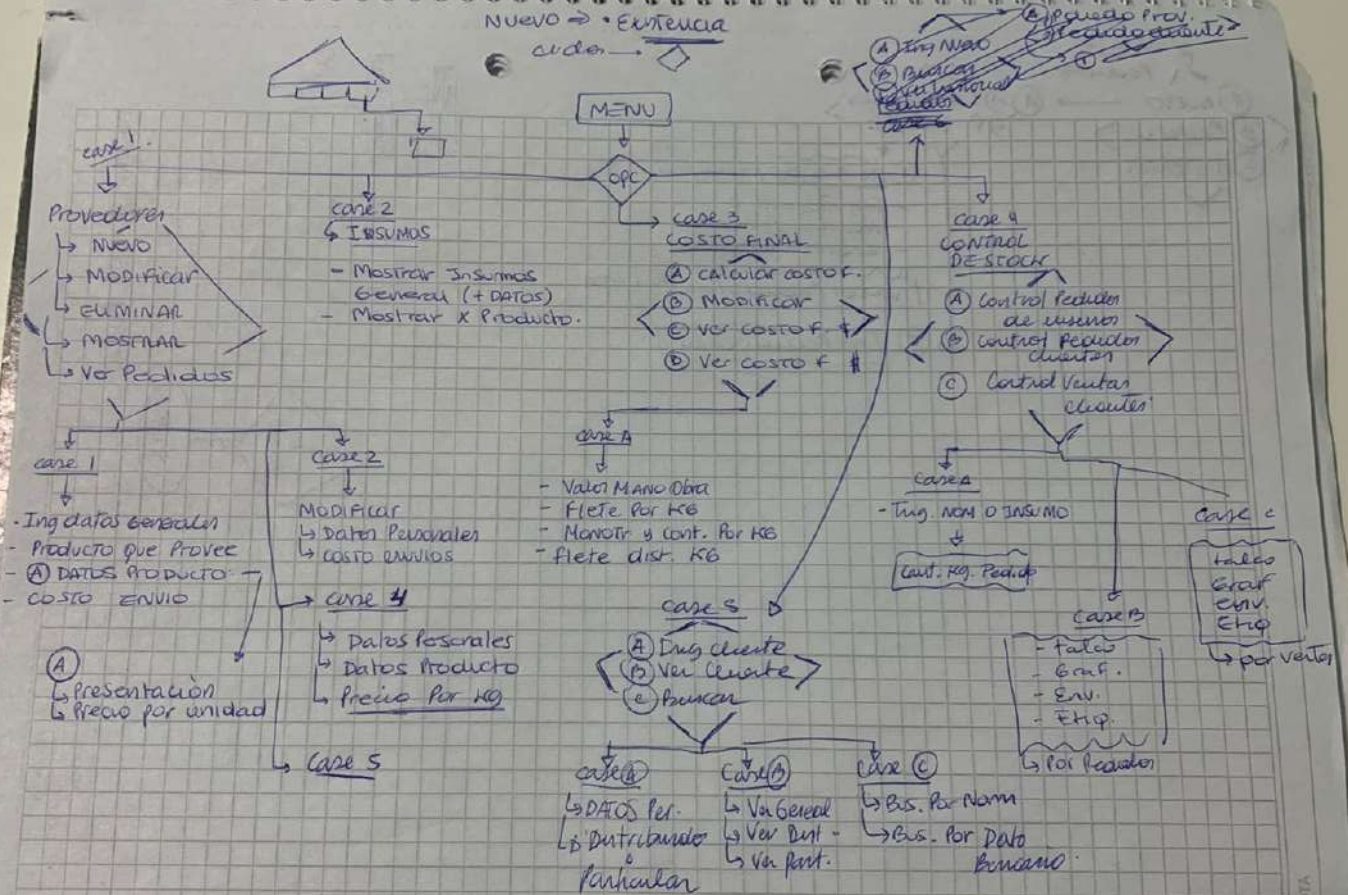 NUEVO ⇒ • Existencia
MENU
OPC
(A) Ing Nuevo
(B) Buscar
case 6
case 1
Provedores
↳ NUEVO
↳ MODIFICAR
↳ ELIMINAR
↳ MOSTRAR
↳ Ver Pedidos
case 2
↳ INSUMOS
- Mostrar Insumos
General (+ DATOS)
- Mostrar x Producto.
case 3
COSTO FINAL
(A) calcular costo F.
(B) Modificar
(C) ver costo F. $
(D) Ver costo F
case 4
CONTROL
DE STOCK
(A) Control Pedidos
de insumos
(B) control Pedidos
clientes
(C) Control Ventas
clientes
case 1
- Ing datos Generales
- Producto que Provee
- (A) DATOS PRODUCTO
- COSTO ENVIO
(A)
↳ Presentación
↳ Precio por unidad
case 2
MODIFICAR
↳ Datos Personales
↳ costo envios
case 4
↳ Datos Personales
↳ Datos Producto
↳ Precio Por KG
Case 5
case A
- Valor MANO Obra
- Flete Por KG
- Monotr y cont. Por KG
- flete dist. KG
case 5
(A) Ing cliente
(B) Ver Cliente
(C) Buscar
case (A)
↳ DATOS Per.
↳ Distribuidor
o
Particular
Case (B)
↳ Ver General
↳ Ver Dist -
↳ Ver Part.
case (C)
↳ Bus. Por Nom
↳ Bus. Por Dato
Bancario.
case A
- Ing. NOM O INSUMO
Cant. Kg. Pedido
Case B
- talco
- Graf.
- Env.
- Etiq.
↳ Por Pedidos
Case C
talco
Graf
Env.
Etiq
↳ por ventas